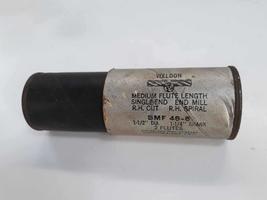 WELDON
MEDIUM FLUTE LENGTH
SINGLE END END MILL
R.H. CUT R.H. SPIRAL
SMF 48-8
1-1/2" DIA. 1-1/4" SHANK
2 FLUTES